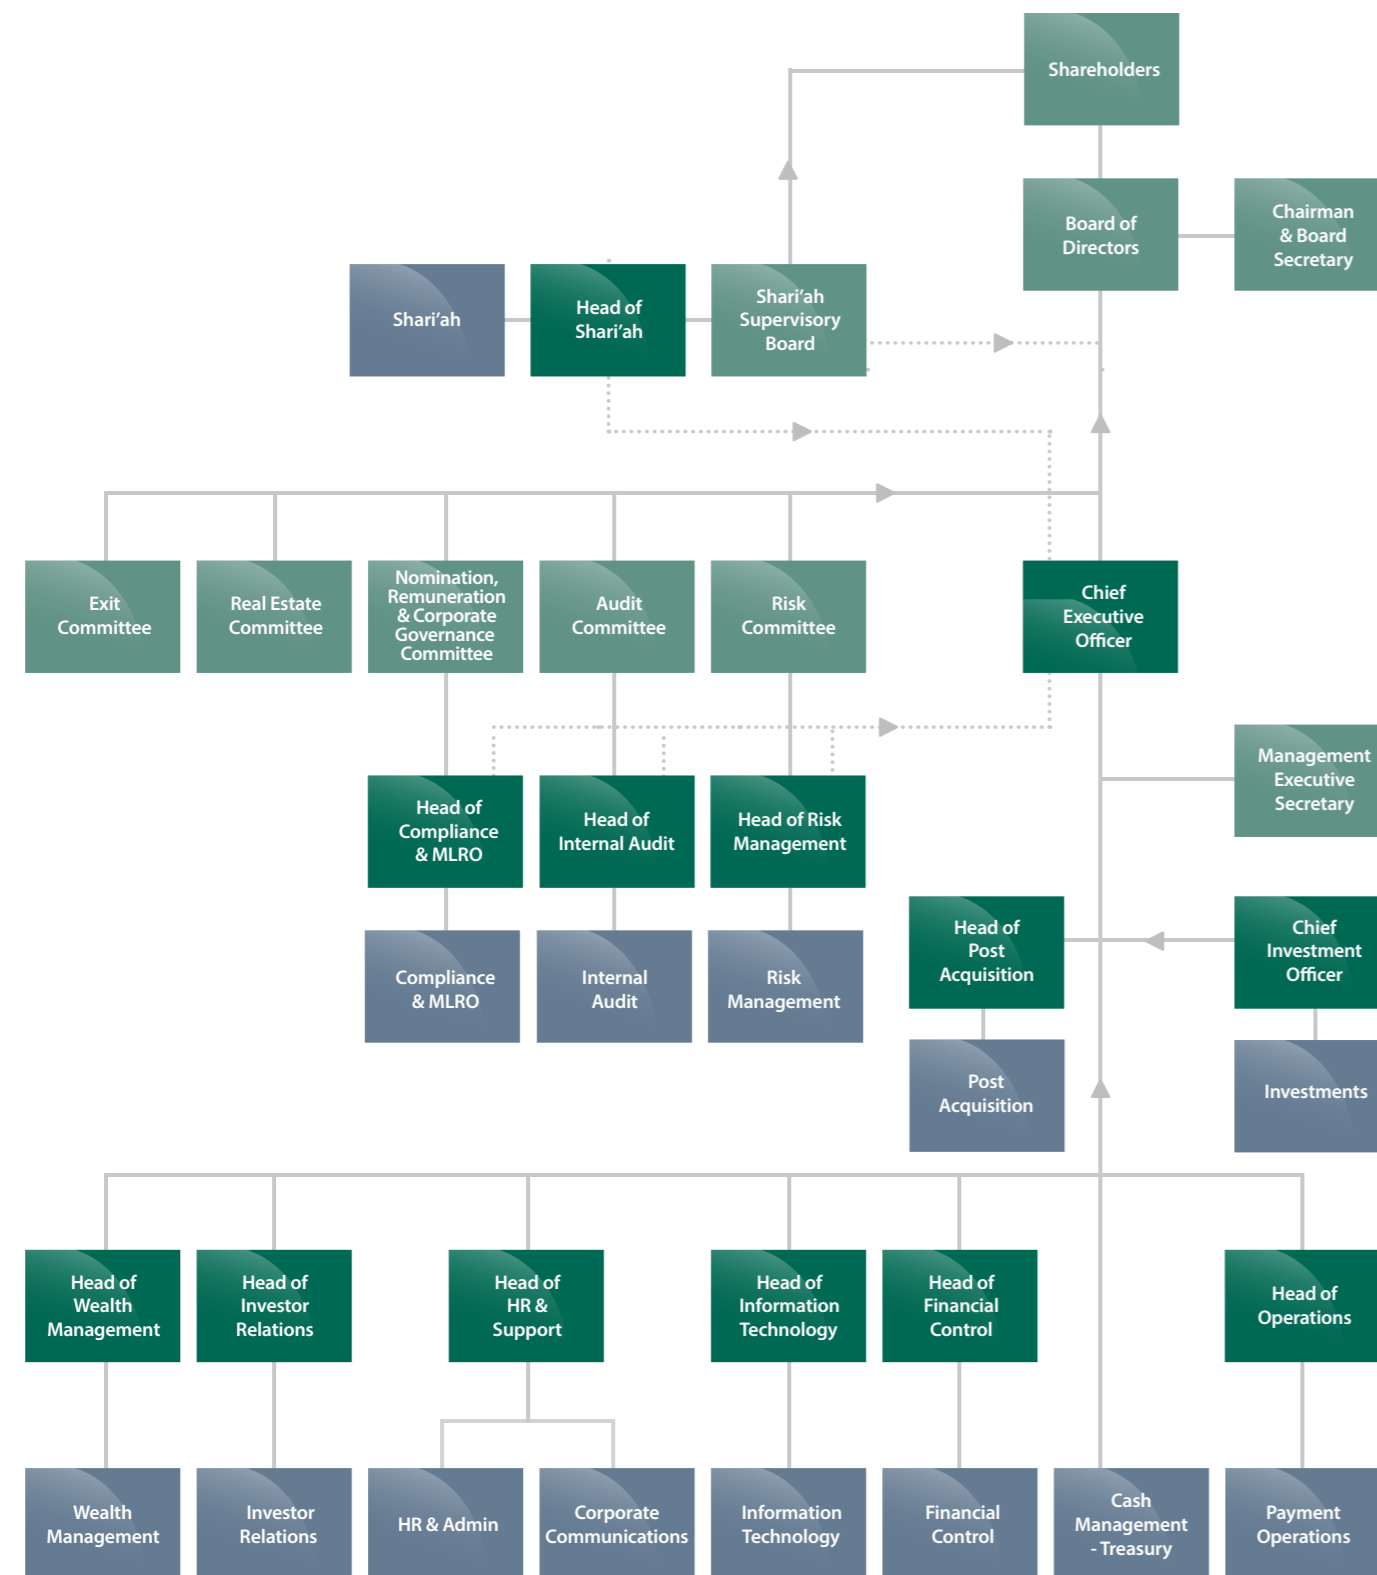 Shareholders
Board of
Directors
Chairman
& Board
Secretary
Shari’ah
Head of
Shari’ah
Shari’ah
Supervisory
Board
Exit
Committee
Real Estate
Committee
Nomination,
Remuneration
& Corporate
Governance
Committee
Audit
Committee
Risk
Committee
Chief
Executive
Officer
Management
Executive
Secretary
Head of
Compliance
& MLRO
Head of
Internal Audit
Head of Risk
Management
Head of
Post
Acquisition
Chief
Investment
Officer
Compliance
& MLRO
Internal
Audit
Risk
Management
Post
Acquisition
Investments
Head of
Wealth
Management
Head of
Investor
Relations
Head of
HR &
Support
Head of
Information
Technology
Head of
Financial
Control
Head of
Operations
Wealth
Management
Investor
Relations
HR & Admin
Corporate
Communications
Information
Technology
Financial
Control
Cash
Management
- Treasury
Payment
Operations